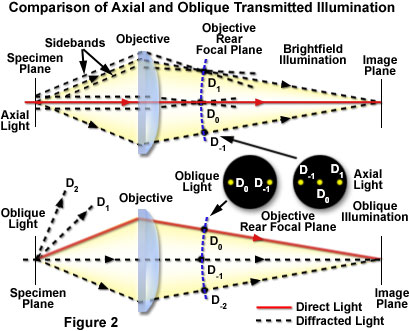 Comparison of Axial and Oblique Transmitted Illumination
Specimen
Plane
Sidebands
Objective
Objective
Rear
Focal Plane
Brightfield
Illumination
Image
Plane
Axial
Light
D1
D0
D-1
Oblique
Light
D0 D-1
D-1 D1
D0
Axial
Light
D2
D1
Oblique
Light
Objective
Objective
Rear Focal Plane
Oblique
Illumination
D0
D-1
D-2
Specimen
Plane
Image
Plane
Figure 2
Direct Light
Diffracted Light